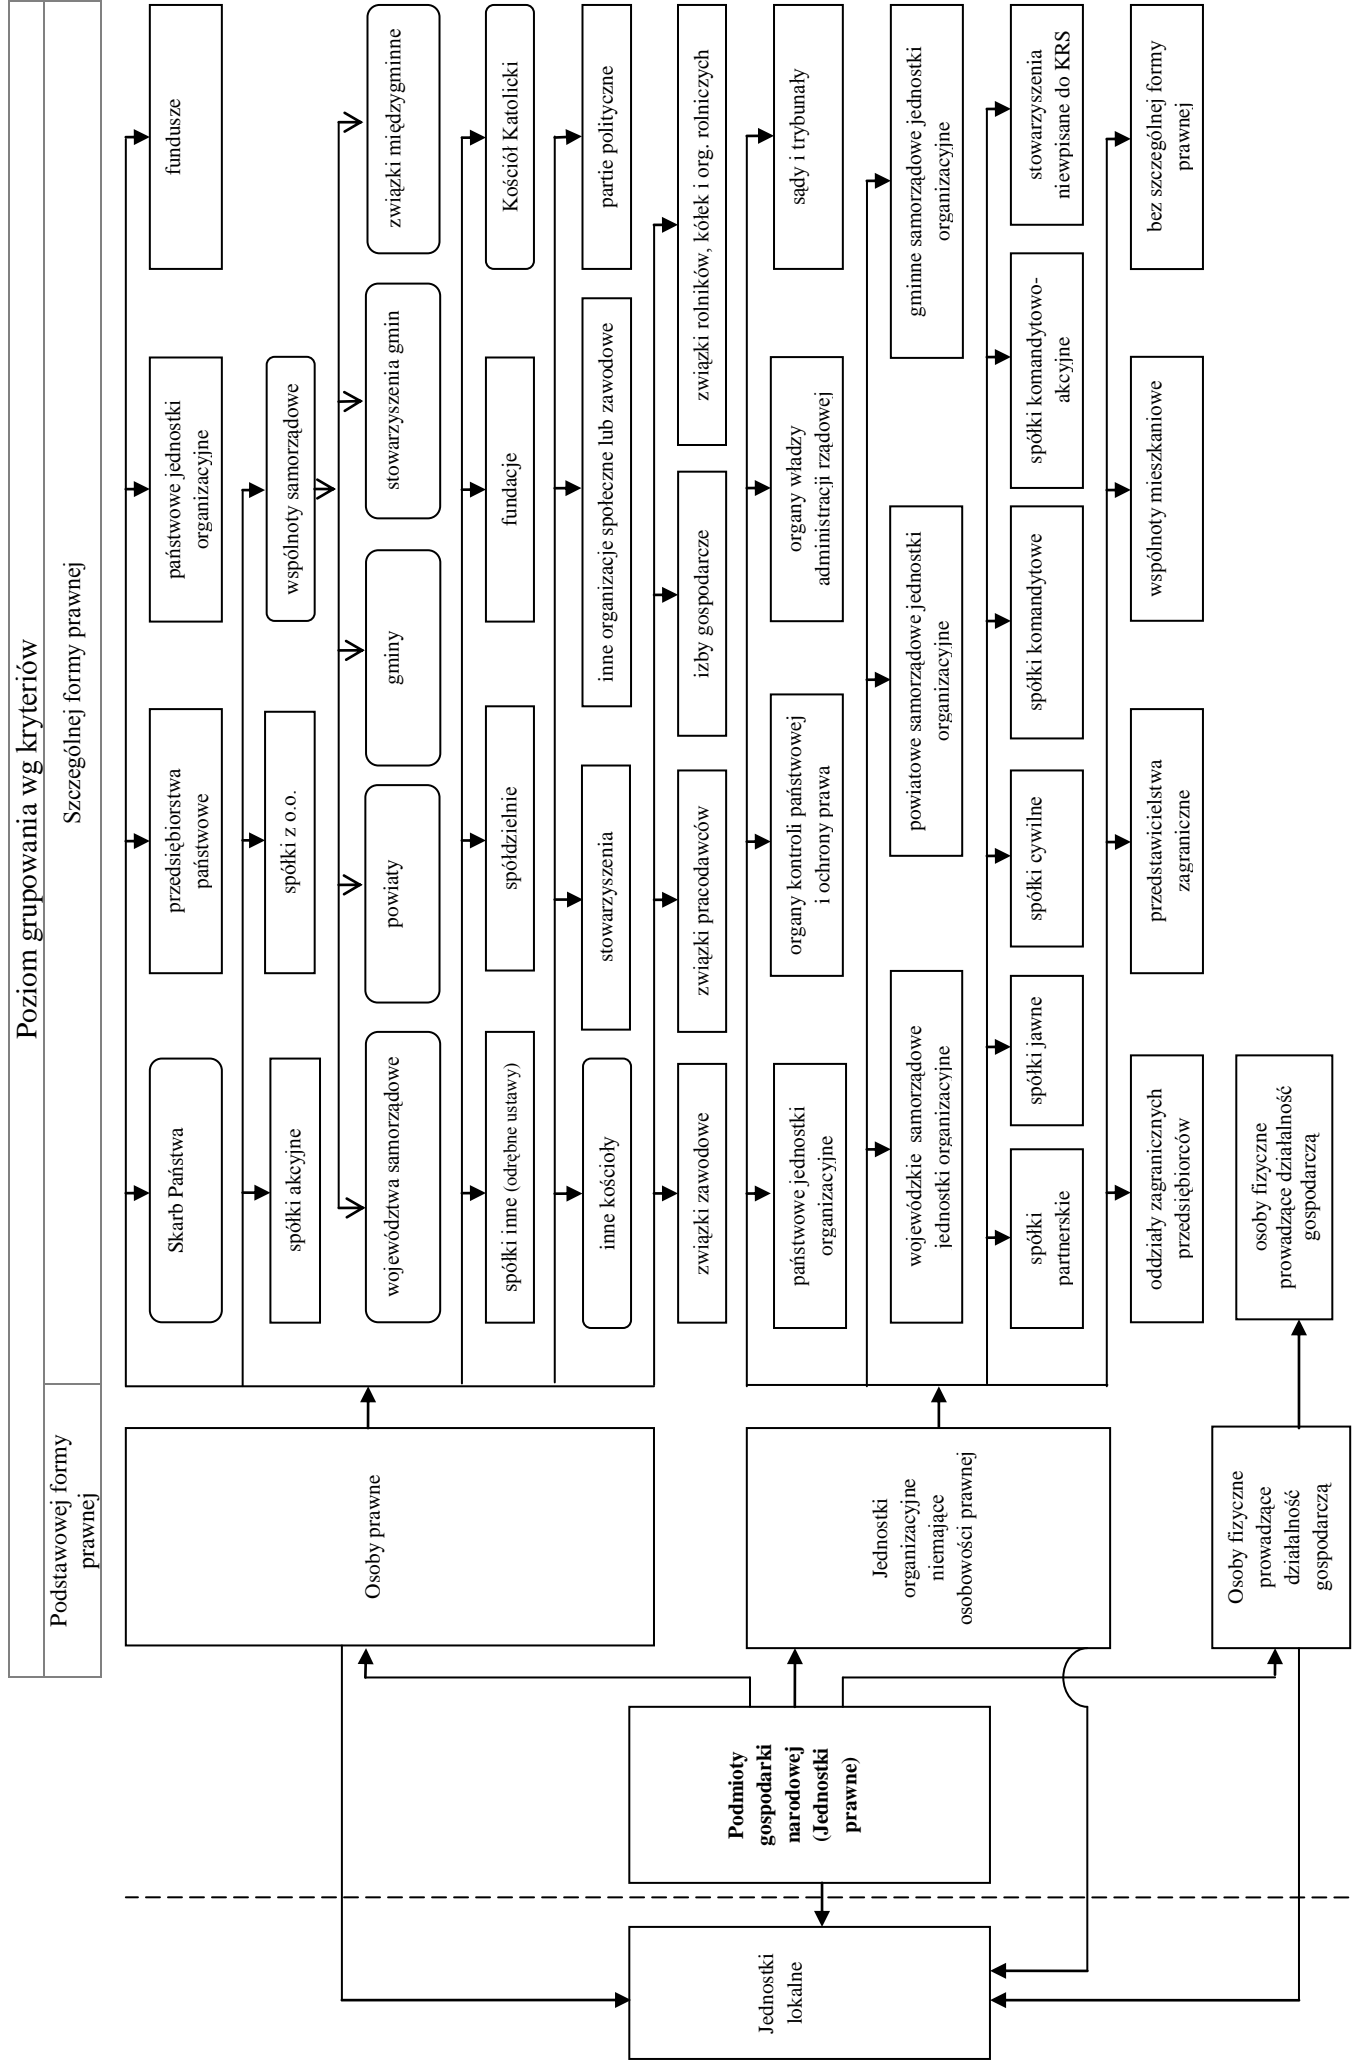 Poziom grupowania wg kryteriów
Podstawowej formy
prawnej
Szczególnej formy prawnej
Jednostki
lokalne
Podmioty
gospodarki
narodowej
(Jednostki
prawne)
Osoby prawne
Skarb Państwa
przedsiębiorstwa
państwowe
państwowe jednostki
organizacyjne
fundusze
spółki akcyjne
spółki z o.o.
wspólnoty samorządowe
województwa samorządowe
powiaty
gminy
stowarzyszenia gmin
związki międzygminne
spółki inne (odrębne ustawy)
spółdzielnie
fundacje
Kościół Katolicki
inne kościoły
stowarzyszenia
inne organizacje społeczne lub zawodowe
partie polityczne
związki zawodowe
związki pracodawców
izby gospodarcze
związki rolników, kółek i org. rolniczych
Jednostki
organizacyjne
niemające
osobowości prawnej
państwowe jednostki
organizacyjne
organy kontroli państwowej
i ochrony prawa
organy władzy
administracji rządowej
sądy i trybunały
wojewódzkie samorządowe
jednostki organizacyjne
powiatowe samorządowe jednostki
organizacyjne
gminne samorządowe jednostki
organizacyjne
spółki
partnerskie
spółki jawne
spółki cywilne
spółki komandytowe
spółki komandytowo-
akcyjne
stowarzyszenia
niewpisane do KRS
oddziały zagranicznych
przedsiębiorców
przedstawicielstwa
zagraniczne
wspólnoty mieszkaniowe
bez szczególnej formy
prawnej
Osoby fizyczne
prowadzące
działalność
gospodarczą
osoby fizyczne
prowadzące działalność
gospodarczą